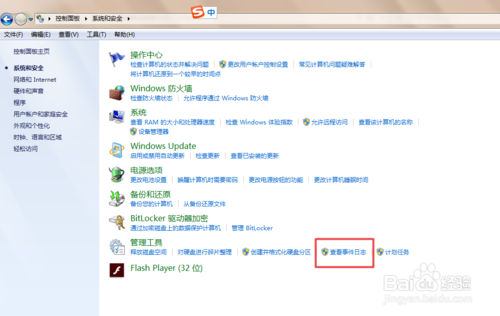 中
控制面板 ▸ 系统和安全 ▸
文件(F) 编辑(E) 查看(V) 工具(T) 帮助(H)
控制面板主页
系统和安全
网络和 Internet
硬件和声音
程序
用户帐户和家庭安全
外观和个性化
时钟、语言和区域
轻松访问
操作中心
检查计算机的状态并解决问题 更改用户帐户控制设置 常见计算机问题疑难解答
将计算机还原到一个较早的时间点
Windows 防火墙
检查防火墙状态 允许程序通过 Windows 防火墙
系统
查看 RAM 的大小和处理器速度 检查 Windows 体验指数 允许远程访问 查看该计算机的名称
设备管理器
Windows Update
启用或禁用自动更新 检查更新 查看已安装的更新
电源选项
更改电池设置 唤醒计算机时需要密码 更改电源按钮的功能 更改计算机睡眠时间
备份和还原
备份您的计算机 从备份还原文件
BitLocker 驱动器加密
通过加密磁盘上的数据保护计算机 管理 BitLocker
管理工具
释放磁盘空间 对硬盘进行碎片整理 创建并格式化硬盘分区 查看事件日志 计划任务
Flash Player (32 位)
Baidu 经验
jingyan.baidu.com